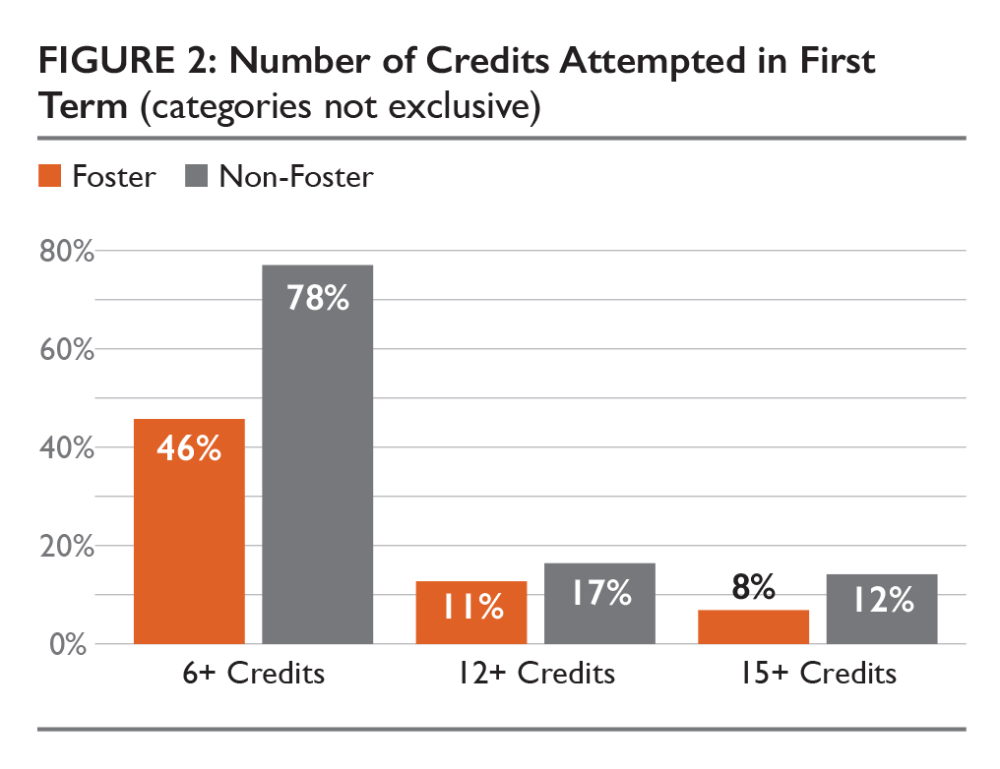 FIGURE 2: Number of Credits Attempted in First
Term (categories not exclusive)
Foster Non-Foster
80%
60%
40%
20%
0%
46%
78%
11%
17%
8%
12%
6+ Credits 12+ Credits 15+ Credits